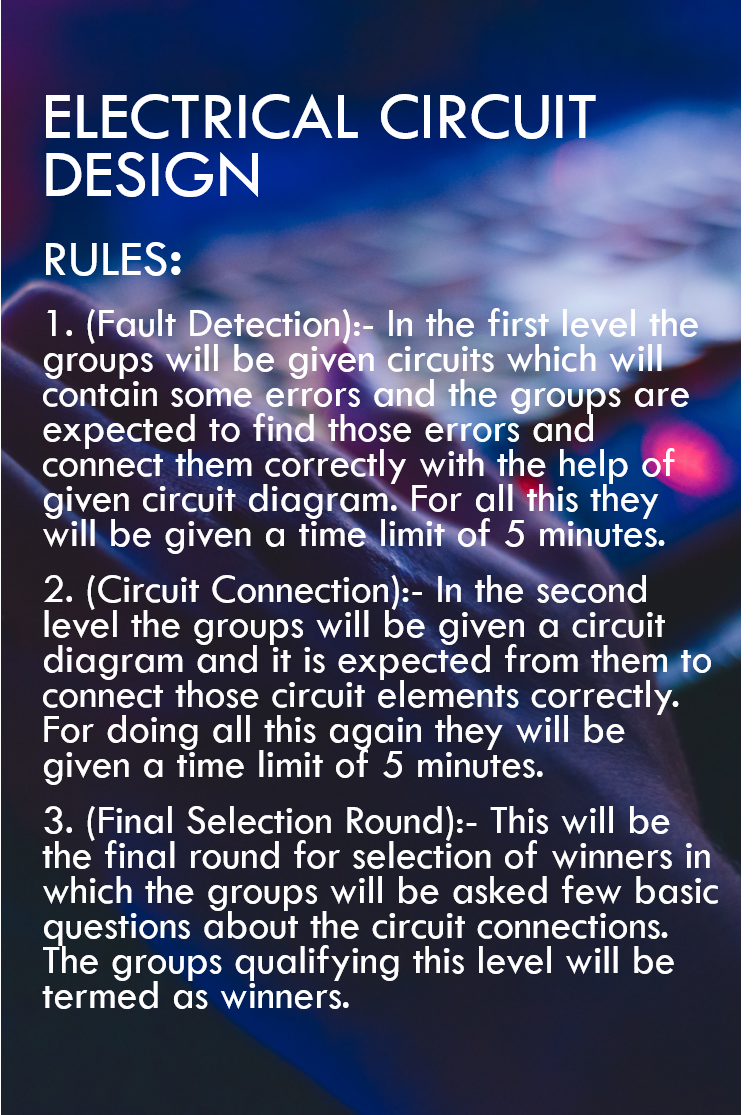 ELECTRICAL CIRCUIT
DESIGN
RULES:
1. (Fault Detection):- In the first level the
groups will be given circuits which will
contain some errors and the groups are
expected to find those errors and
connect them correctly with the help of
given circuit diagram. For all this they
will be given a time limit of 5 minutes.
2. (Circuit Connection):- In the second
level the groups will be given a circuit
diagram and it is expected from them to
connect those circuit elements correctly.
For doing all this again they will be
given a time limit of 5 minutes.
3. (Final Selection Round):- This will be
the final round for selection of winners in
which the groups will be asked few basic
questions about the circuit connections.
The groups qualifying this level will be
termed as winners.